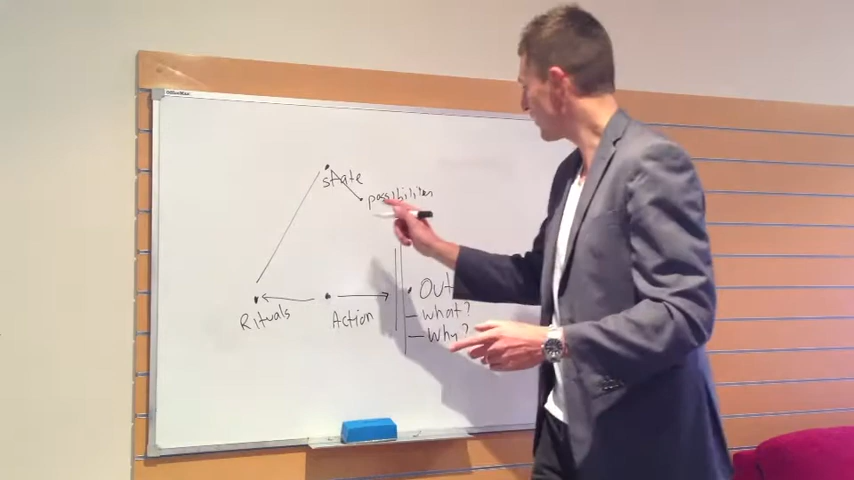 state
possibilities
Out
what?
Rituals
Action
Why?